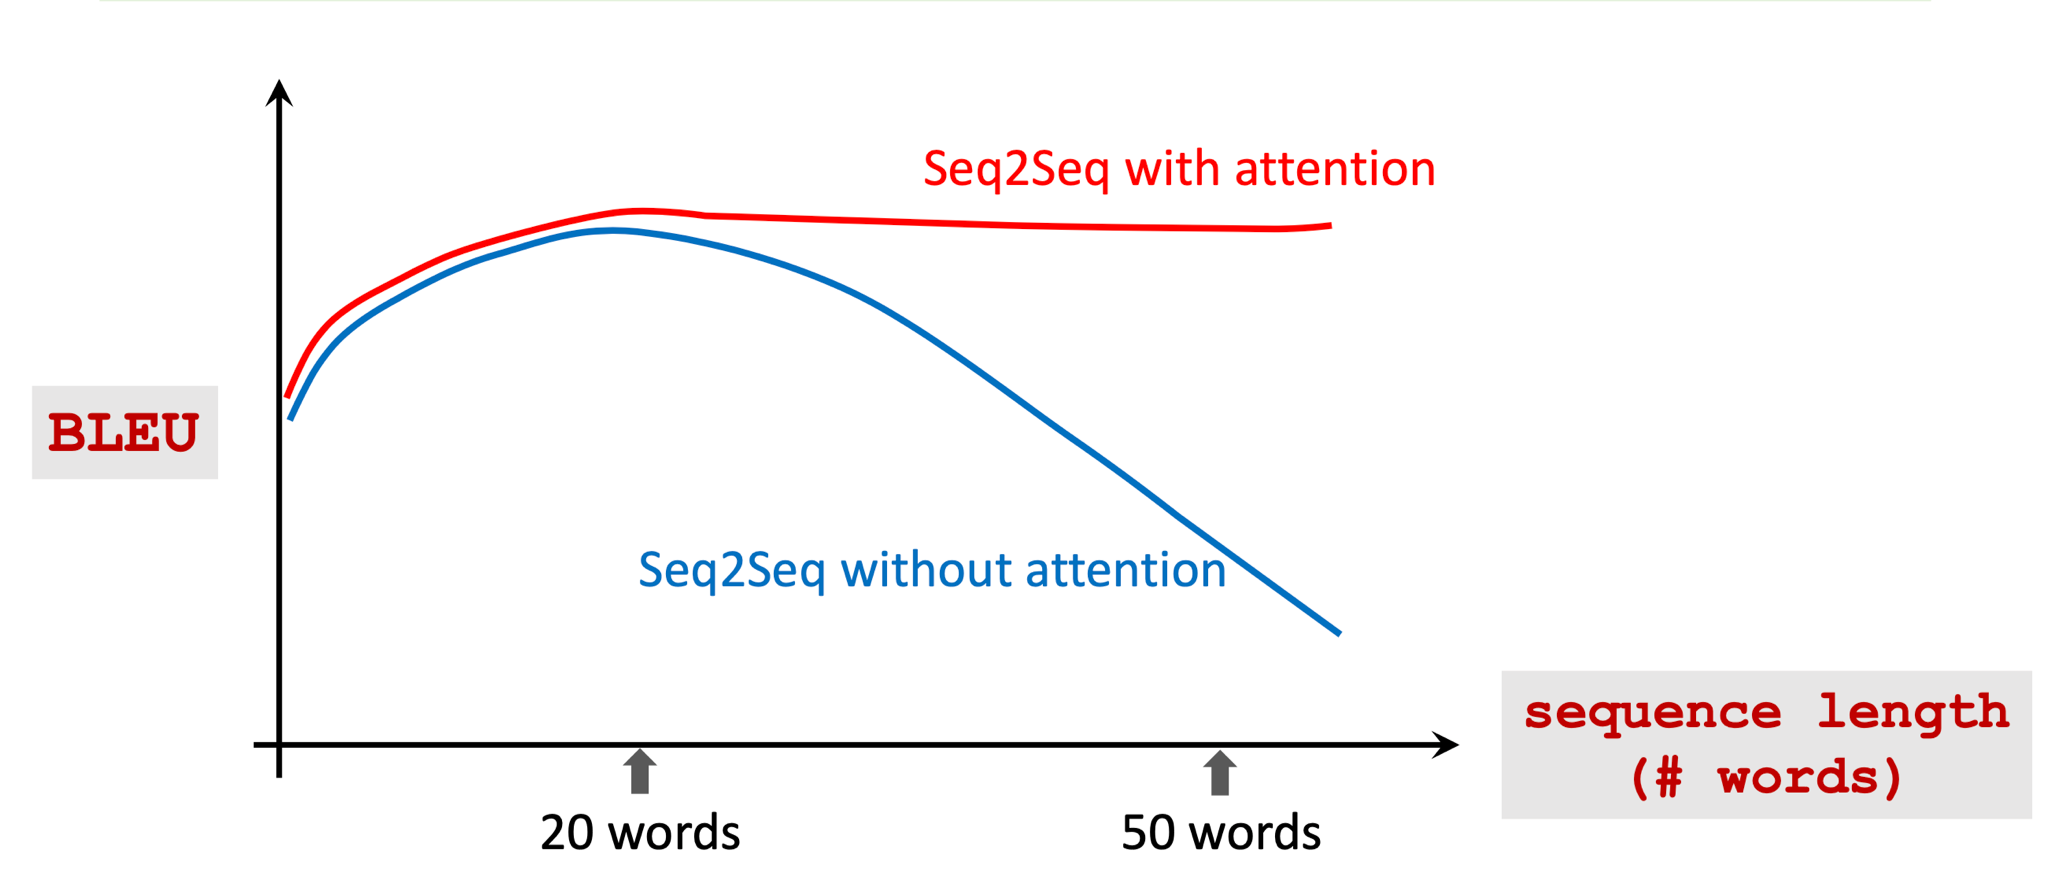 Seq2Seq with attention
BLEU
Seq2Seq without attention
sequence length
(# words)
20 words
50 words